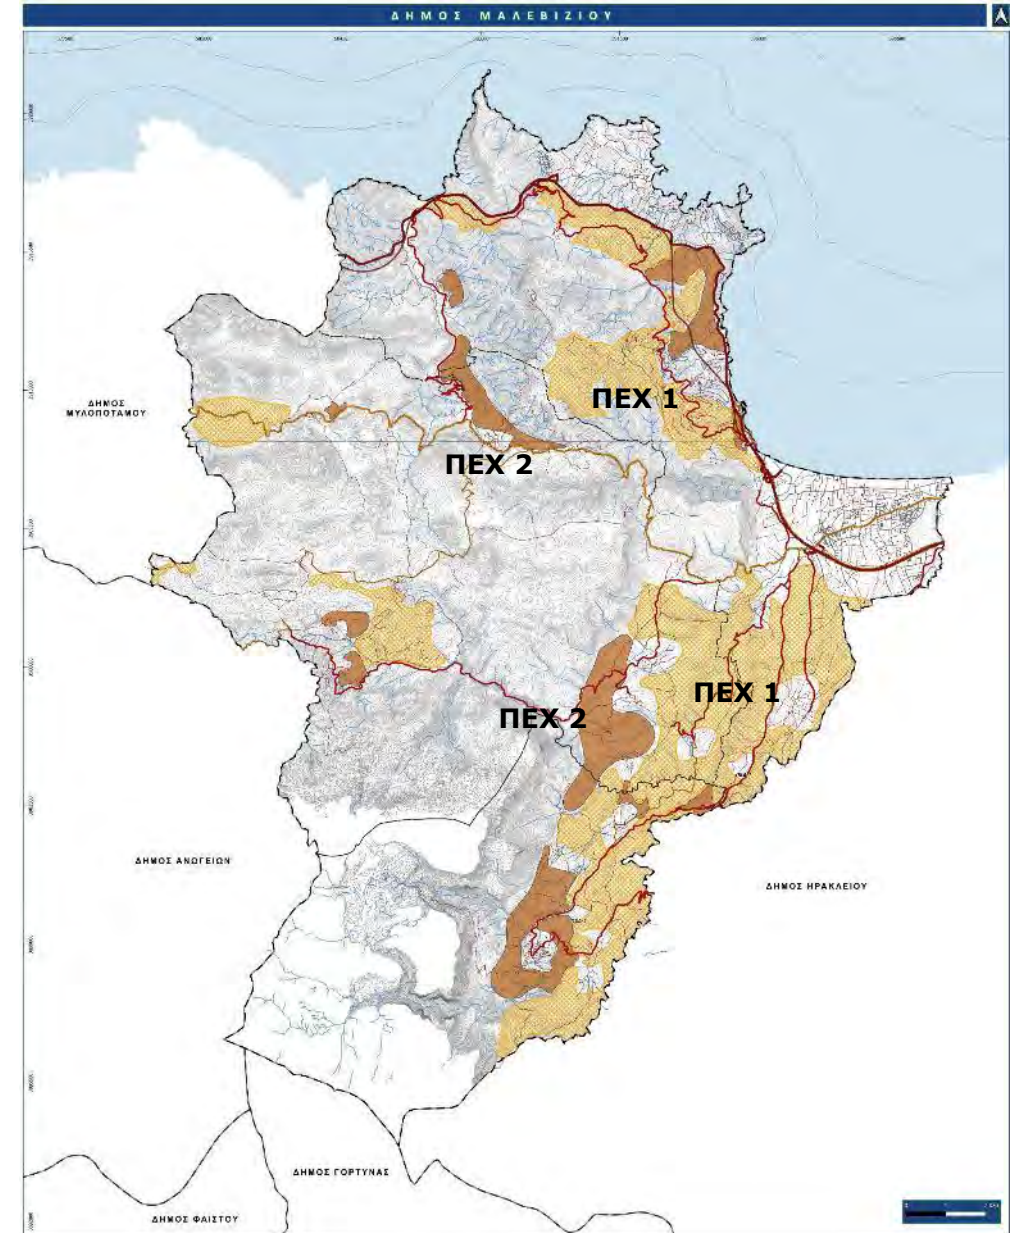 ΔΗΜΟΣ ΜΑΛΕΒΙΖΙΟΥ
ΔΗΜΟΣ
ΜΥΛΟΠΟΤΑΜΟΥ
ΠΕΧ 1
ΠΕΧ 2
ΠΕΧ 1
ΠΕΧ 2
ΔΗΜΟΣ ΑΝΩΓΕΙΩΝ
ΔΗΜΟΣ ΗΡΑΚΛΕΙΟΥ
ΔΗΜΟΣ ΓΟΡΤΥΝΑΣ
ΔΗΜΟΣ ΦΑΙΣΤΟΥ